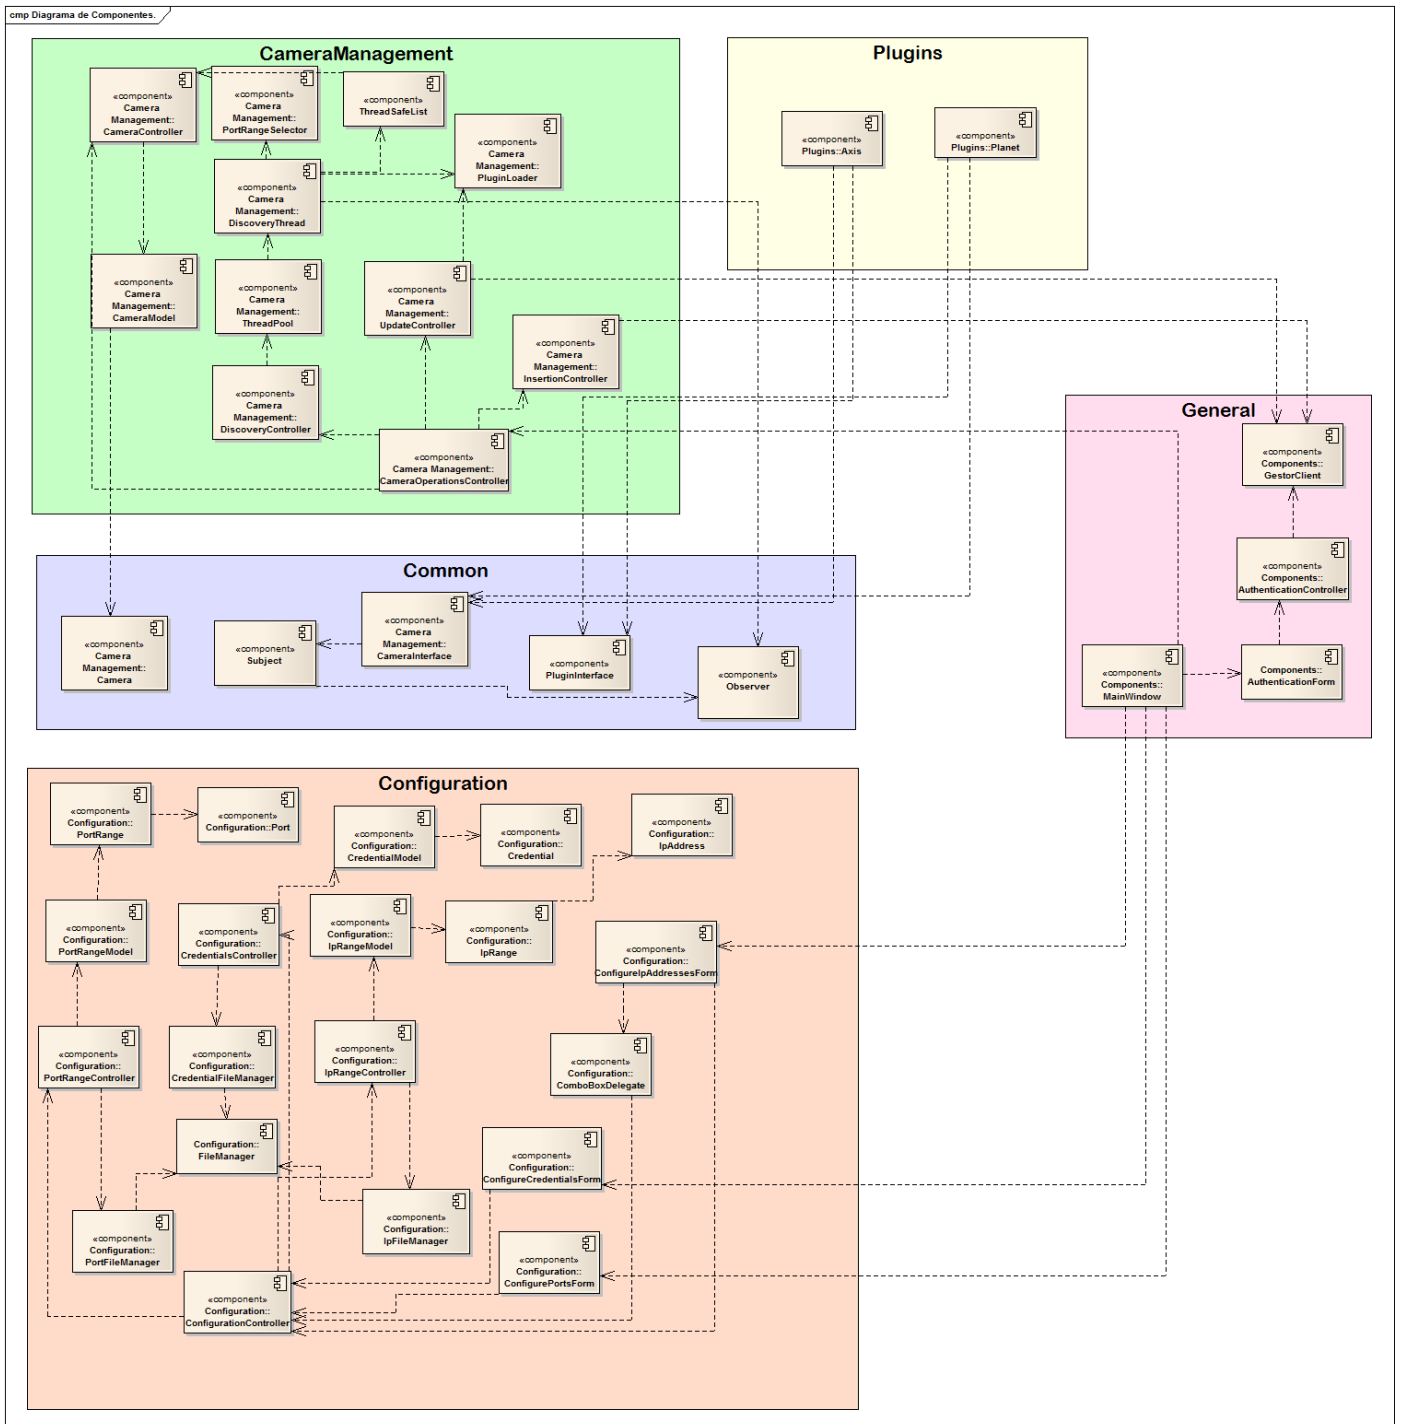 cmp Diagrama de Componentes.
CameraManagement
«component»
Camera
Management::
CameraController
«component»
Camera
Management::
PortRangeSelector
«component»
ThreadSafeList
«component»
Camera
Management::
PluginLoader
«component»
Camera
Management::
DiscoveryThread
«component»
Camera
Management::
CameraModel
«component»
Camera
Management::
ThreadPool
«component»
Camera
Management::
UpdateController
«component»
Camera
Management::
InsertionController
«component»
Camera
Management::
DiscoveryController
«component»
Camera Management::
CameraOperationsController
Plugins
«component»
Plugins::Axis
«component»
Plugins::Planet
General
«component»
Components::
GestorClient
«component»
Components::
AuthenticationController
«component»
Components::
MainWindow
Components::
AuthenticationForm
Common
«component»
Camera
Management::
Camera
«component»
Subject
«component»
Camera
Management::
CameraInterface
«component»
PluginInterface
«component»
Observer
Configuration
«component»
Configuration::
PortRange
«component»
Configuration::Port
«component»
Configuration::
CredentialModel
«component»
Configuration::
Credential
«component»
Configuration::
IpAddress
«component»
Configuration::
PortRangeModel
«component»
Configuration::
CredentialsController
«component»
Configuration::
IpRangeModel
«component»
Configuration::
IpRange
«component»
Configuration::
ConfigureIpAddressesForm
«component»
Configuration::
PortRangeController
«component»
Configuration::
CredentialFileManager
«component»
Configuration::
IpRangeController
«component»
Configuration::
ComboBoxDelegate
Configuration::
FileManager
«component»
Configuration::
ConfigureCredentialsForm
«component»
Configuration::
PortFileManager
«component»
Configuration::
IpFileManager
«component»
Configuration::
ConfigurePortsForm
«component»
Configuration::
ConfigurationController